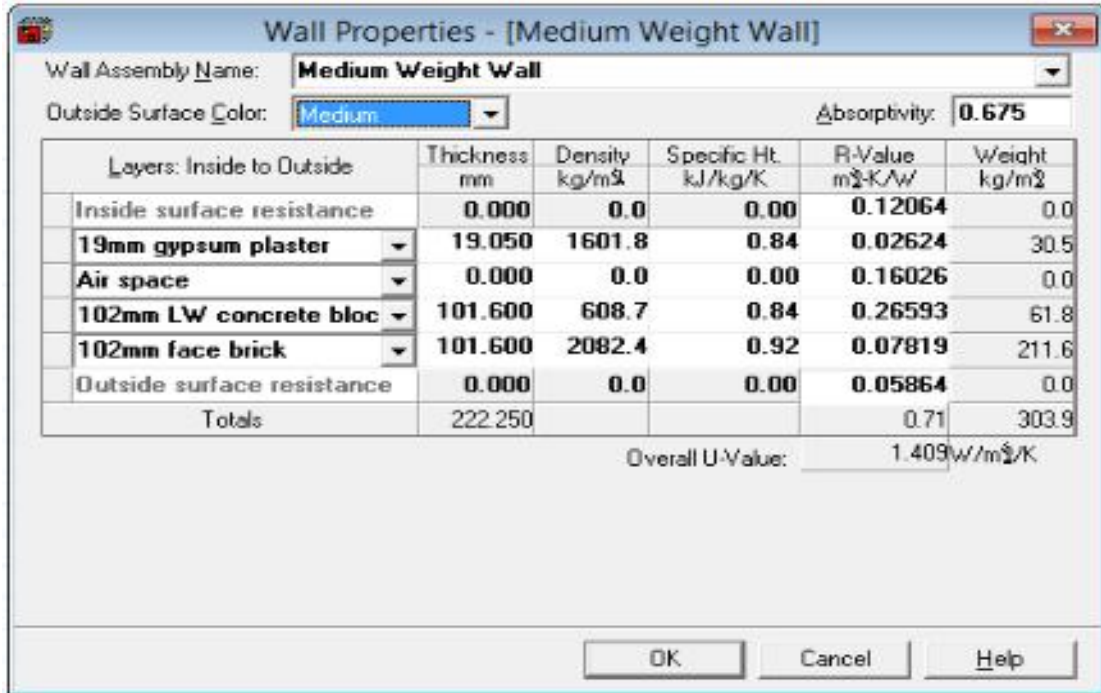 Wall Properties - [Medium Weight Wall]
Wall Assembly Name: Medium Weight Wall
Outside Surface Color: Medium Absorptivity: 0.675
Layers: Inside to Outside Thickness mm Density kg/m³ Specific Ht. kJ/kg/K R-Value m²-K/W Weight kg/m²
Inside surface resistance 0.000 0.0 0.00 0.12064 0.0
19mm gypsum plaster 19.050 1601.8 0.84 0.02624 30.5
Air space 0.000 0.0 0.00 0.16026 0.0
102mm LW concrete bloc 101.600 608.7 0.84 0.26593 61.8
102mm face brick 101.600 2082.4 0.92 0.07819 211.6
Outside surface resistance 0.000 0.0 0.00 0.05864 0.0
Totals 222.250 0.71 303.9
Overall U-Value: 1.409 W/m²/K
OK Cancel Help